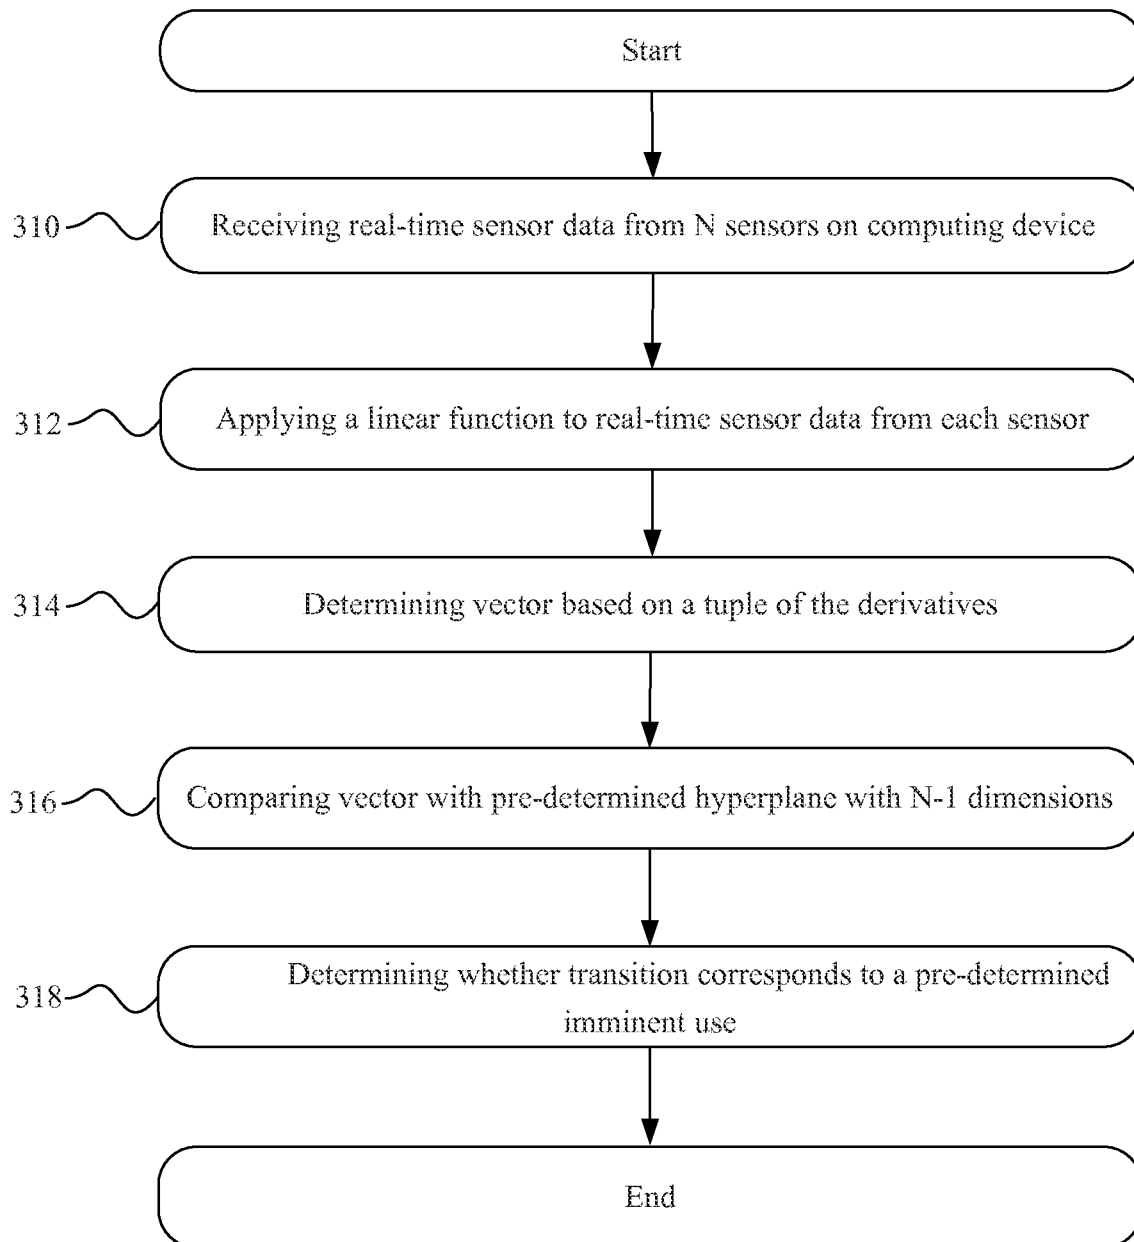 Start
310 Receiving real-time sensor data from N sensors on computing device
312 Applying a linear function to real-time sensor data from each sensor
314 Determining vector based on a tuple of the derivatives
316 Comparing vector with pre-determined hyperplane with N-1 dimensions
318 Determining whether transition corresponds to a pre-determined
imminent use
End